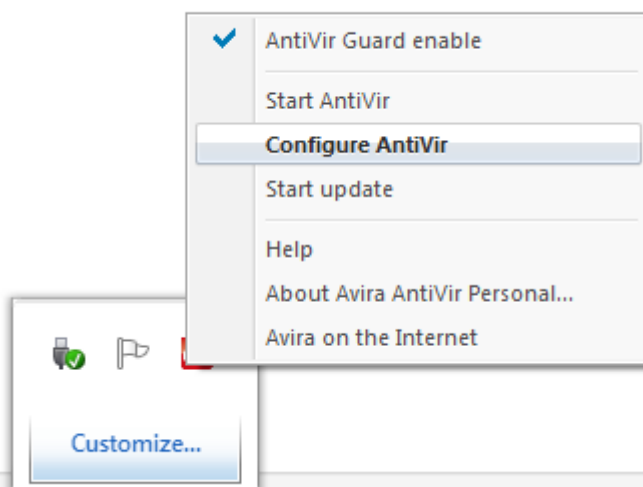 AntiVir Guard enable
Start AntiVir
Configure AntiVir
Start update
Help
About Avira AntiVir Personal...
Avira on the Internet
Customize...